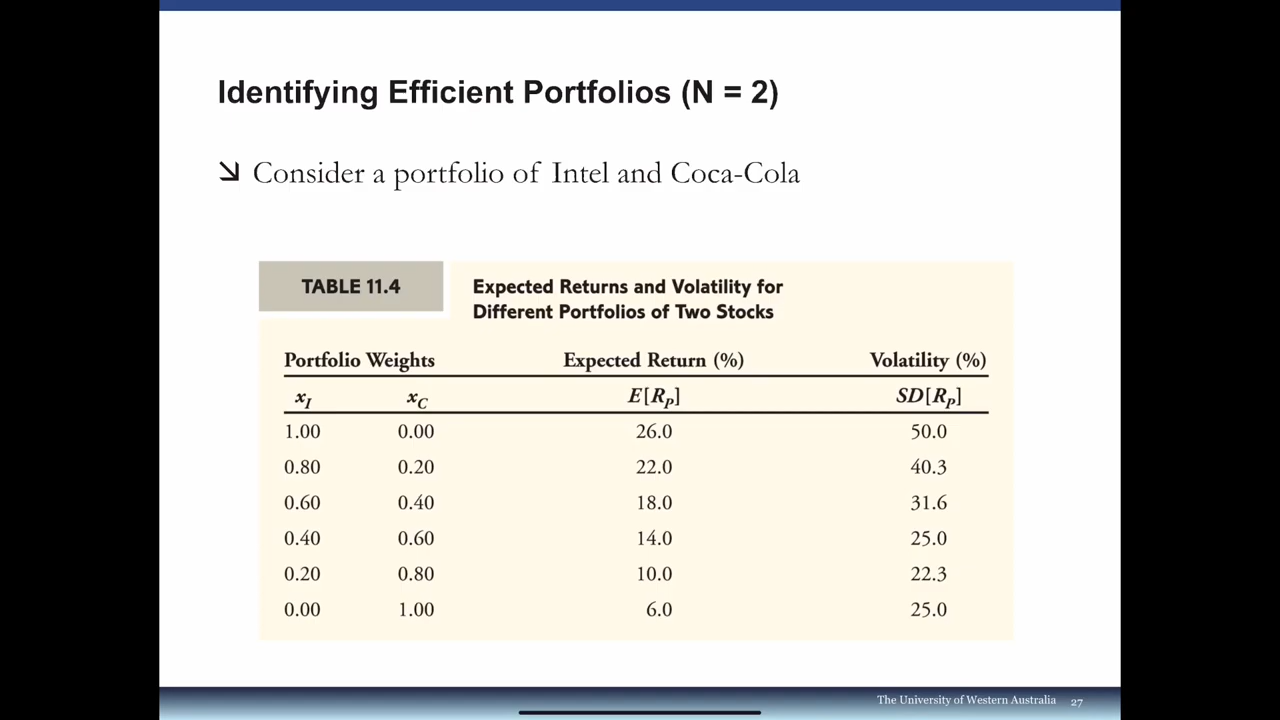 Identifying Efficient Portfolios (N = 2)
Consider a portfolio of Intel and Coca-Cola
TABLE 11.4
Expected Returns and Volatility for
Different Portfolios of Two Stocks
Portfolio Weights Expected Return (%) Volatility (%)
x_I x_C E[R_P] SD[R_P]
1.00 0.00 26.0 50.0
0.80 0.20 22.0 40.3
0.60 0.40 18.0 31.6
0.40 0.60 14.0 25.0
0.20 0.80 10.0 22.3
0.00 1.00 6.0 25.0
The University of Western Australia 27